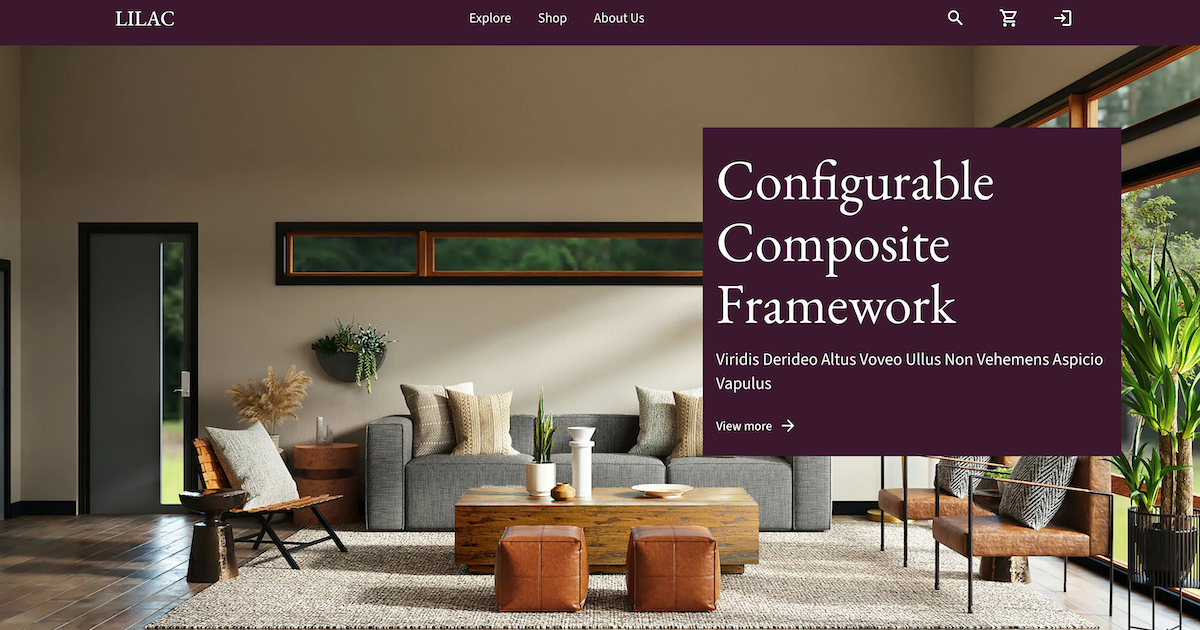 LILAC
Explore Shop About Us
Configurable
Composite
Framework
Viridis Derideo Altus Voveo Ullus Non Vehemens Aspicio
Vapulus
View more